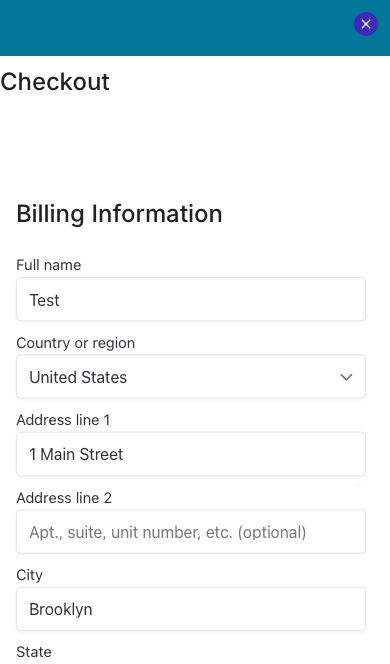 Checkout
Billing Information
Full name
Test
Country or region
United States
Address line 1
1 Main Street
Address line 2
Apt., suite, unit number, etc. (optional)
City
Brooklyn
State